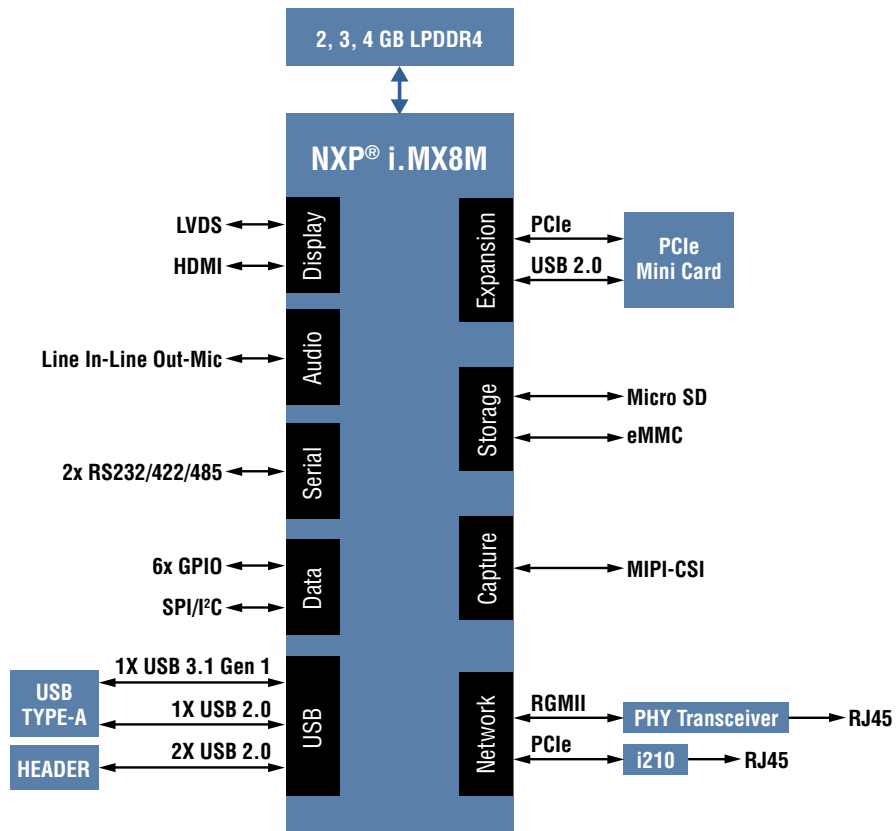 2, 3, 4 GB LPDDR4
NXP® i.MX8M
Display
LVDS
HDMI
Audio
Line In-Line Out-Mic
Serial
2x RS232/422/485
Data
6x GPIO
SPI/I²C
USB
1X USB 3.1 Gen 1
1X USB 2.0
USB
TYPE-A
2X USB 2.0
HEADER
Expansion
PCIe
USB 2.0
PCIe
Mini Card
Storage
Micro SD
eMMC
Capture
MIPI-CSI
Network
RGMII
PHY Transceiver
RJ45
PCIe
i210
RJ45